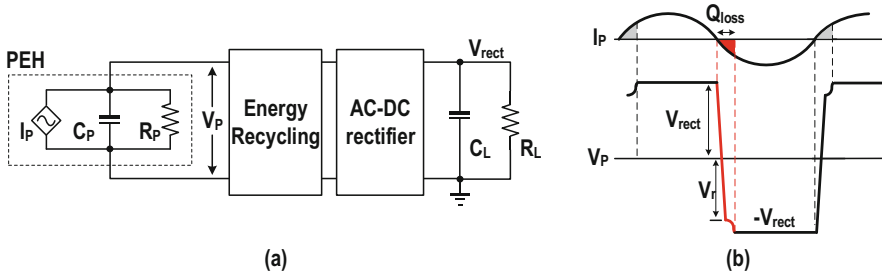 PEH
I_P
C_P
R_P
V_P
Energy
Recycling
AC-DC
rectifier
V_rect
C_L
R_L
(a)
Q_loss
I_P
V_rect
V_P
V_r
-V_rect
(b)